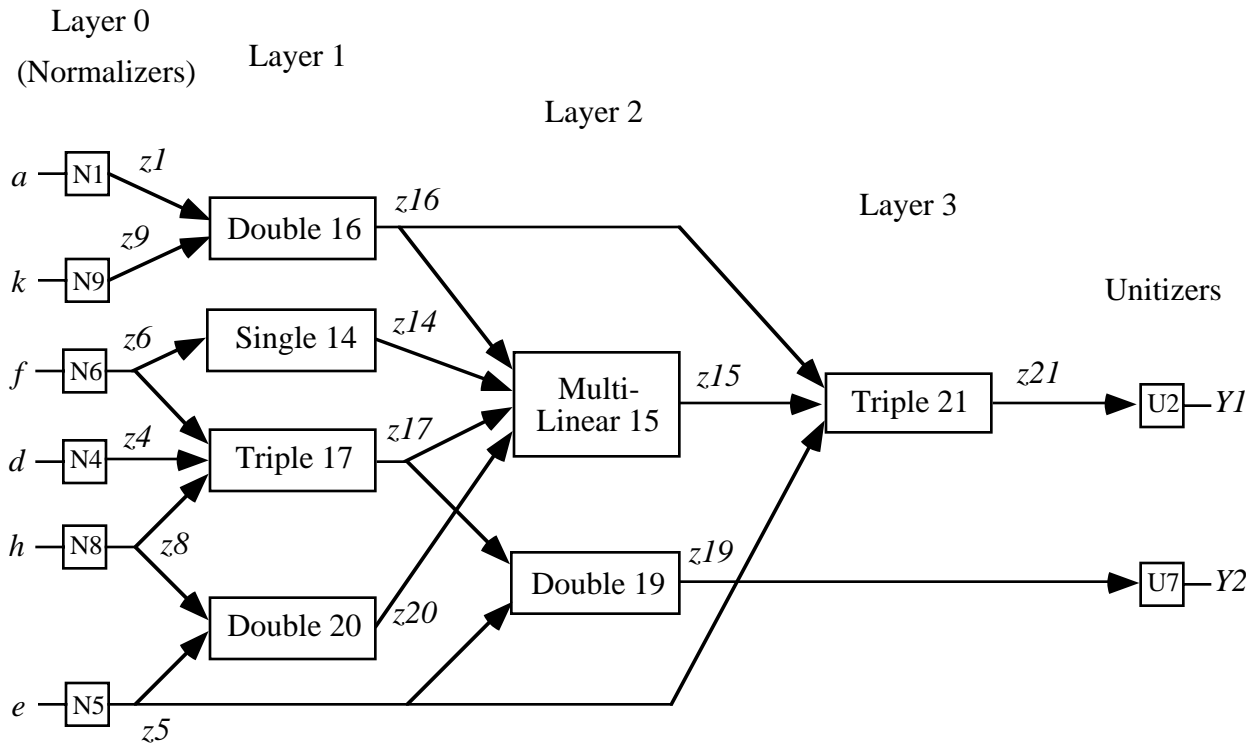 Layer 0
(Normalizers)
Layer 1
Layer 2
Layer 3
Unitizers
a
N1
z1
k
N9
z9
Double 16
z16
f
N6
z6
Single 14
z14
d
N4
z4
Triple 17
z17
h
N8
z8
Double 20
z20
e
N5
z5
Multi-
Linear 15
z15
Double 19
z19
Triple 21
z21
U2
Y1
U7
Y2